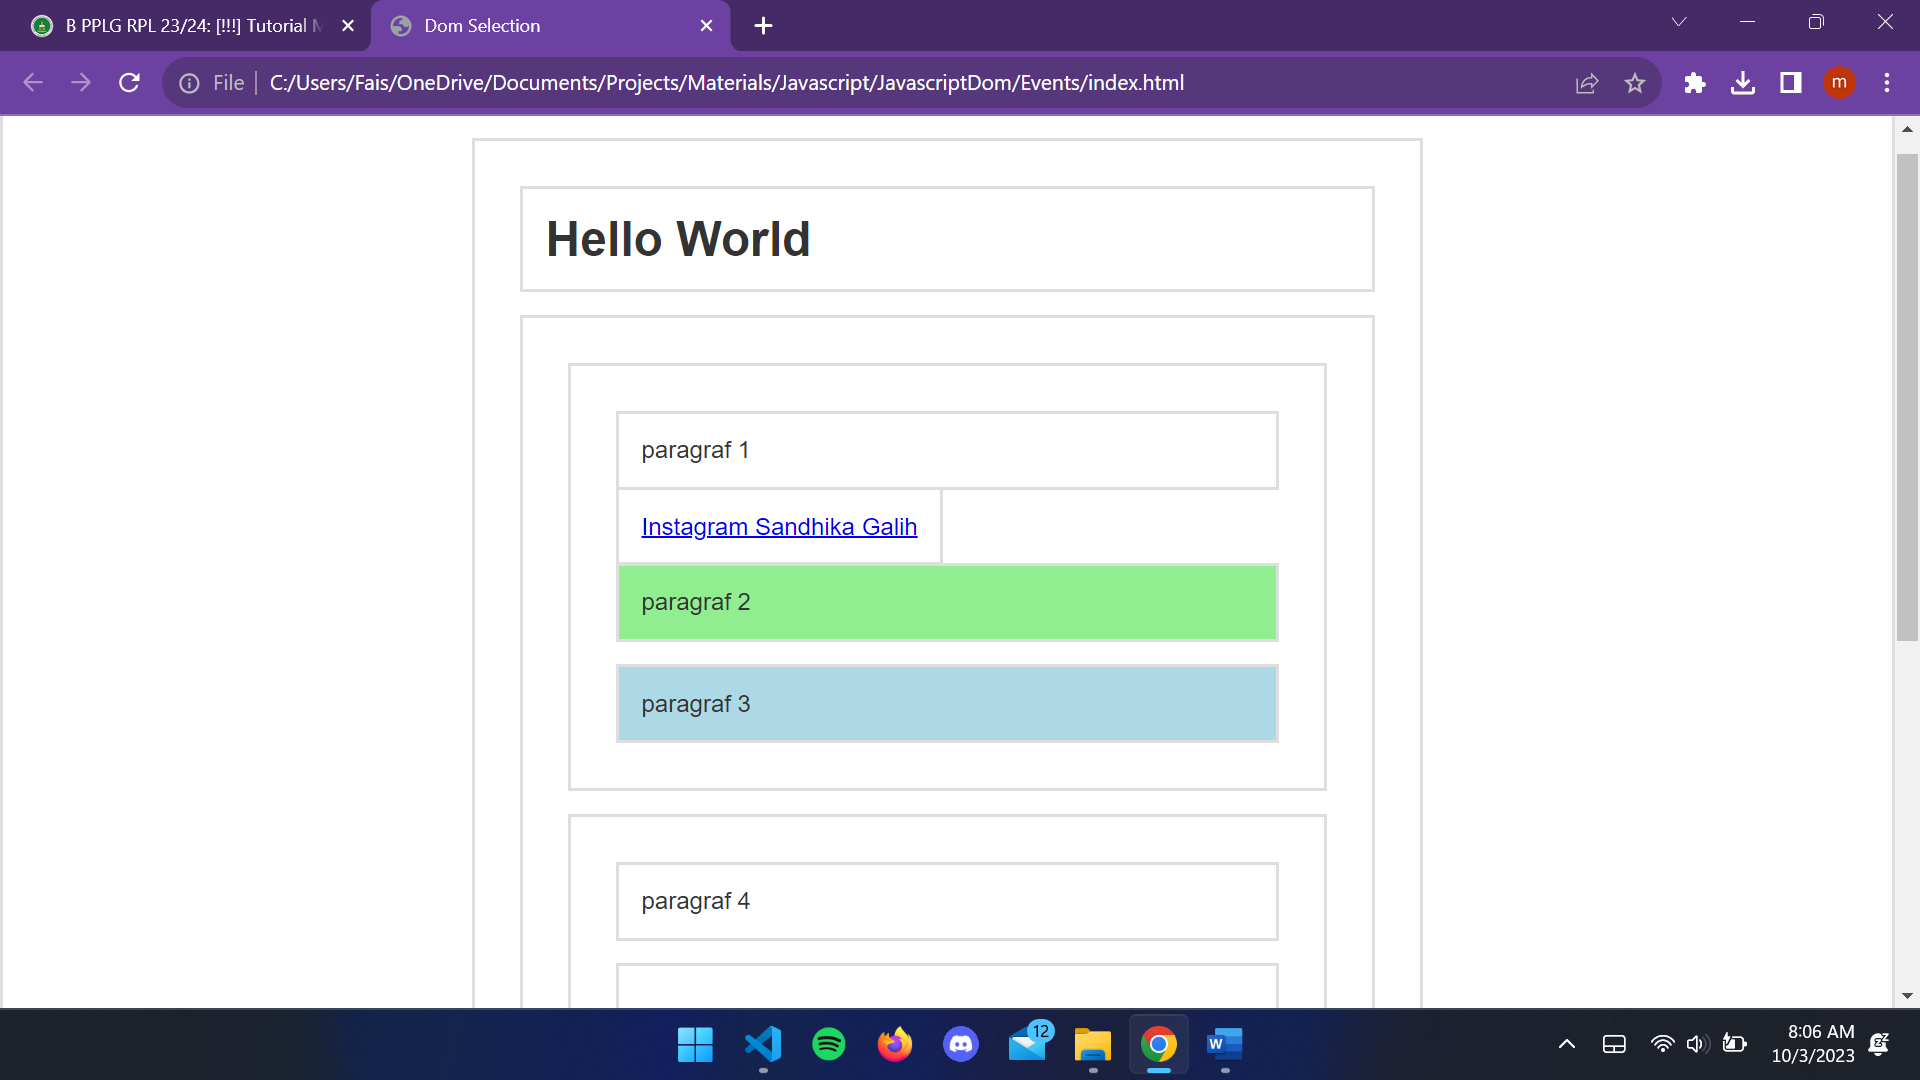 B PPLG RPL 23/24: [!!!] Tutorial
Dom Selection
File
C:/Users/Fais/OneDrive/Documents/Projects/Materials/Javascript/JavascriptDom/Events/index.html
m
Hello World
paragraf 1
Instagram Sandhika Galih
paragraf 2
paragraf 3
paragraf 4
12
W
8:06 AM
10/3/2023